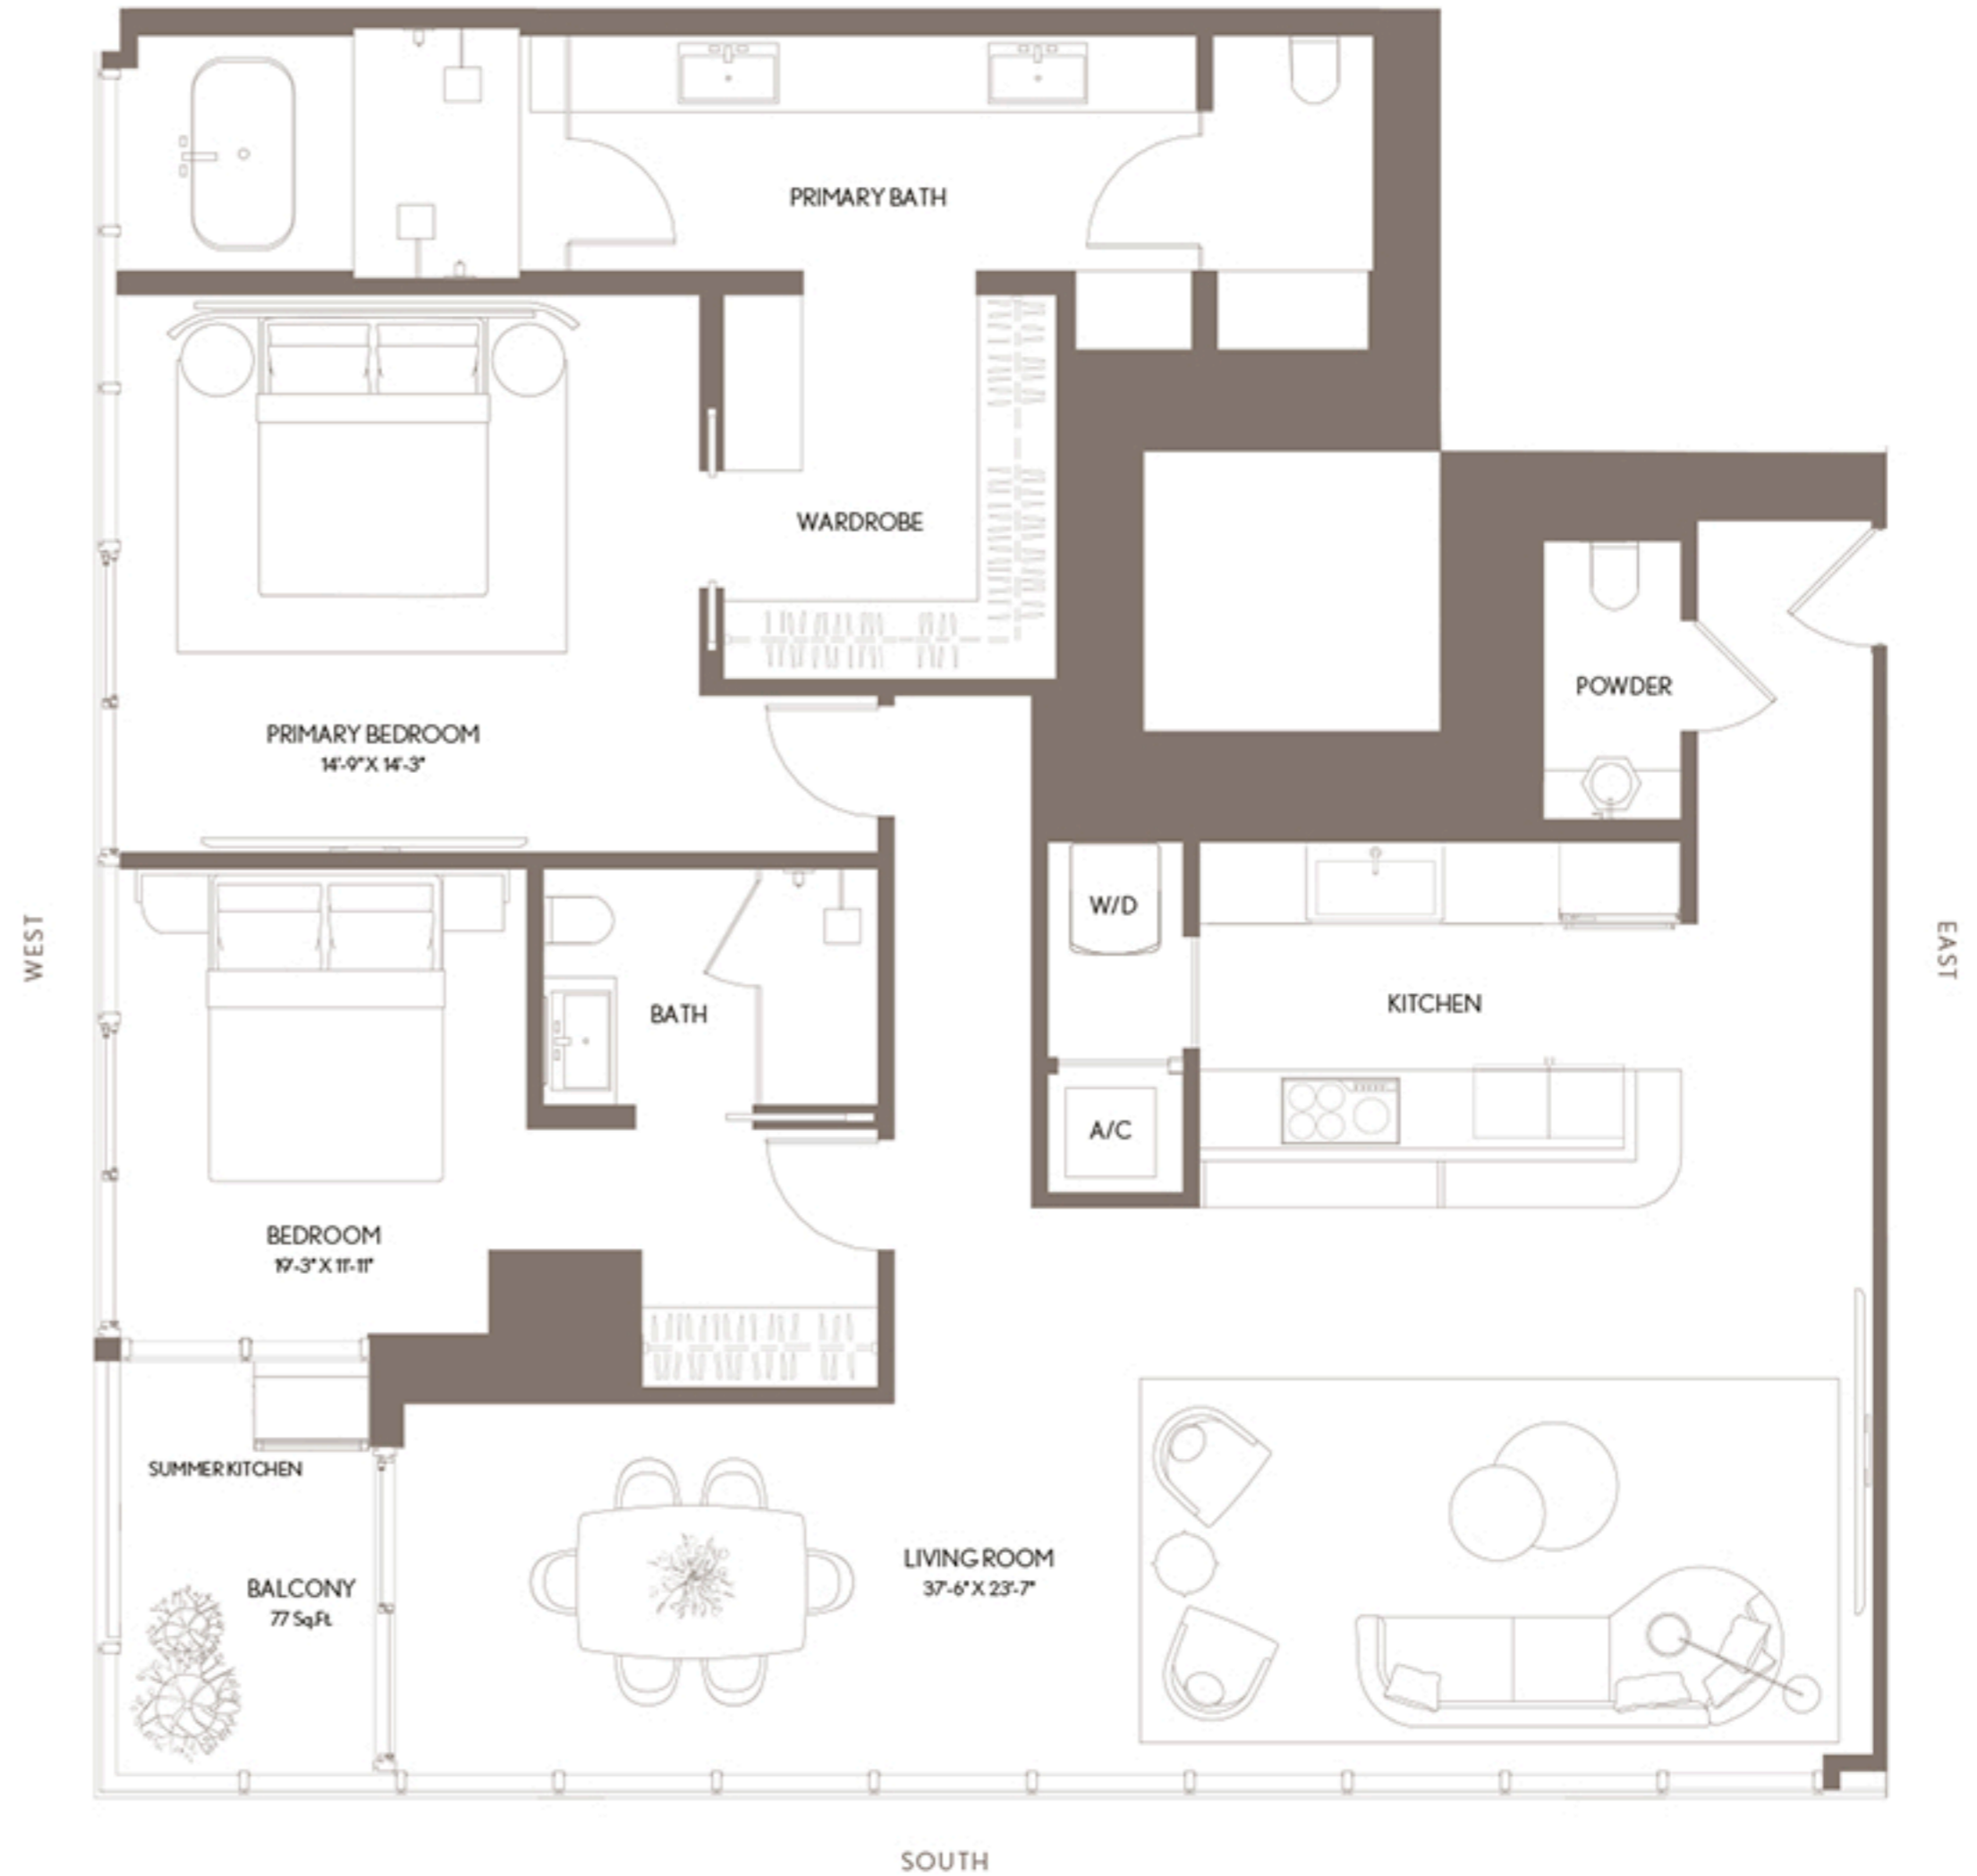 PRIMARY BATH
WARDROBE
POWDER
PRIMARY BEDROOM
14'-9" X 14'-3"
W/D
KITCHEN
WEST
EAST
BATH
A/C
BEDROOM
19'-3" X 11'-11"
SUMMER KITCHEN
LIVING ROOM
37'-6" X 23'-7"
BALCONY
77 Sq.Ft.
SOUTH